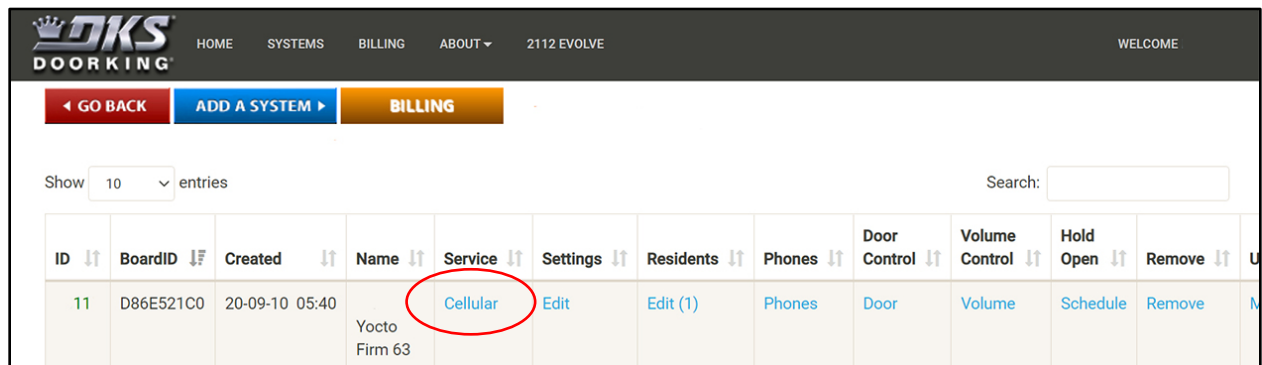 DKS
DOORKING
HOME SYSTEMS BILLING ABOUT 2112 EVOLVE WELCOME
GO BACK ADD A SYSTEM BILLING
Show 10 entries Search:
ID BoardID Created Name Service Settings Residents Phones Door Control Volume Control Hold Open Remove U
11 D86E521C0 20-09-10 05:40 Cellular Edit Edit (1) Phones Door Volume Schedule Remove
Yocto
Firm 63